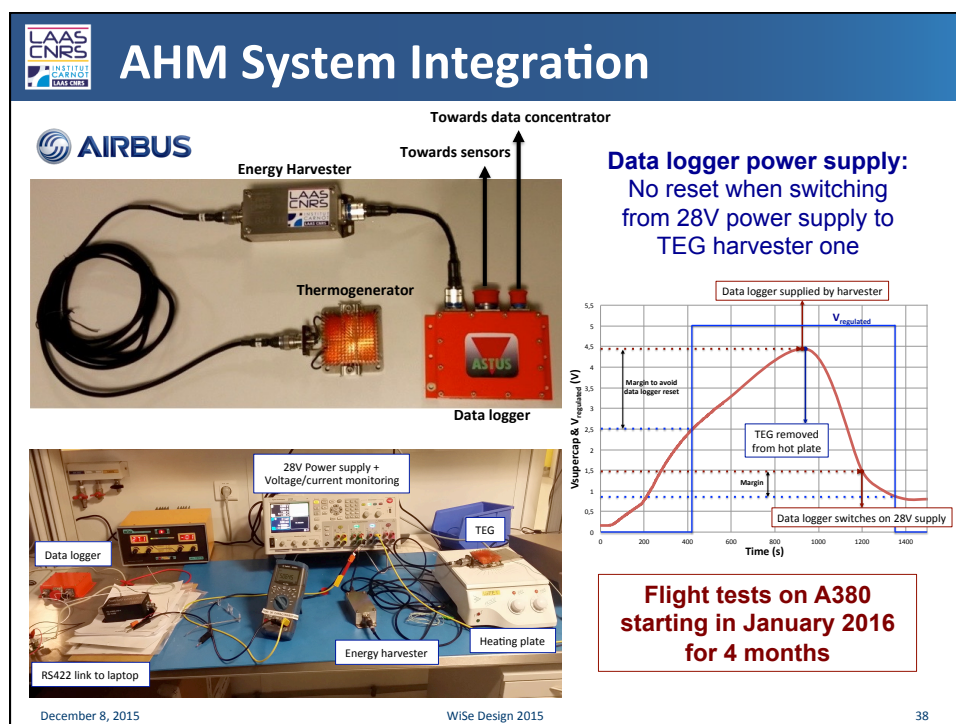 LAAS
CNRS
INSTITUT
CARNOT
LAAS CNRS
AHM System Integration
AIRBUS
Towards data concentrator
Towards sensors
Energy Harvester
LAAS
CNRS
INSTITUT
CARNOT
LAAS CNRS
Thermogenerator
ASTUS
Data logger
Data logger power supply:
No reset when switching
from 28V power supply to
TEG harvester one
Data logger supplied by harvester
Vregulated
Vsupercap & Vregulated (V)
5,5
5
4,5
4
3,5
3
2,5
2
1,5
1
0,5
0
Margin to avoid
data logger reset
TEG removed
from hot plate
Margin
Data logger switches on 28V supply
0 200 400 600 800 1000 1200 1400
Time (s)
28V Power supply +
Voltage/current monitoring
TEG
Data logger
Heating plate
Energy harvester
RS422 link to laptop
Flight tests on A380
starting in January 2016
for 4 months
December 8, 2015
WiSe Design 2015
38